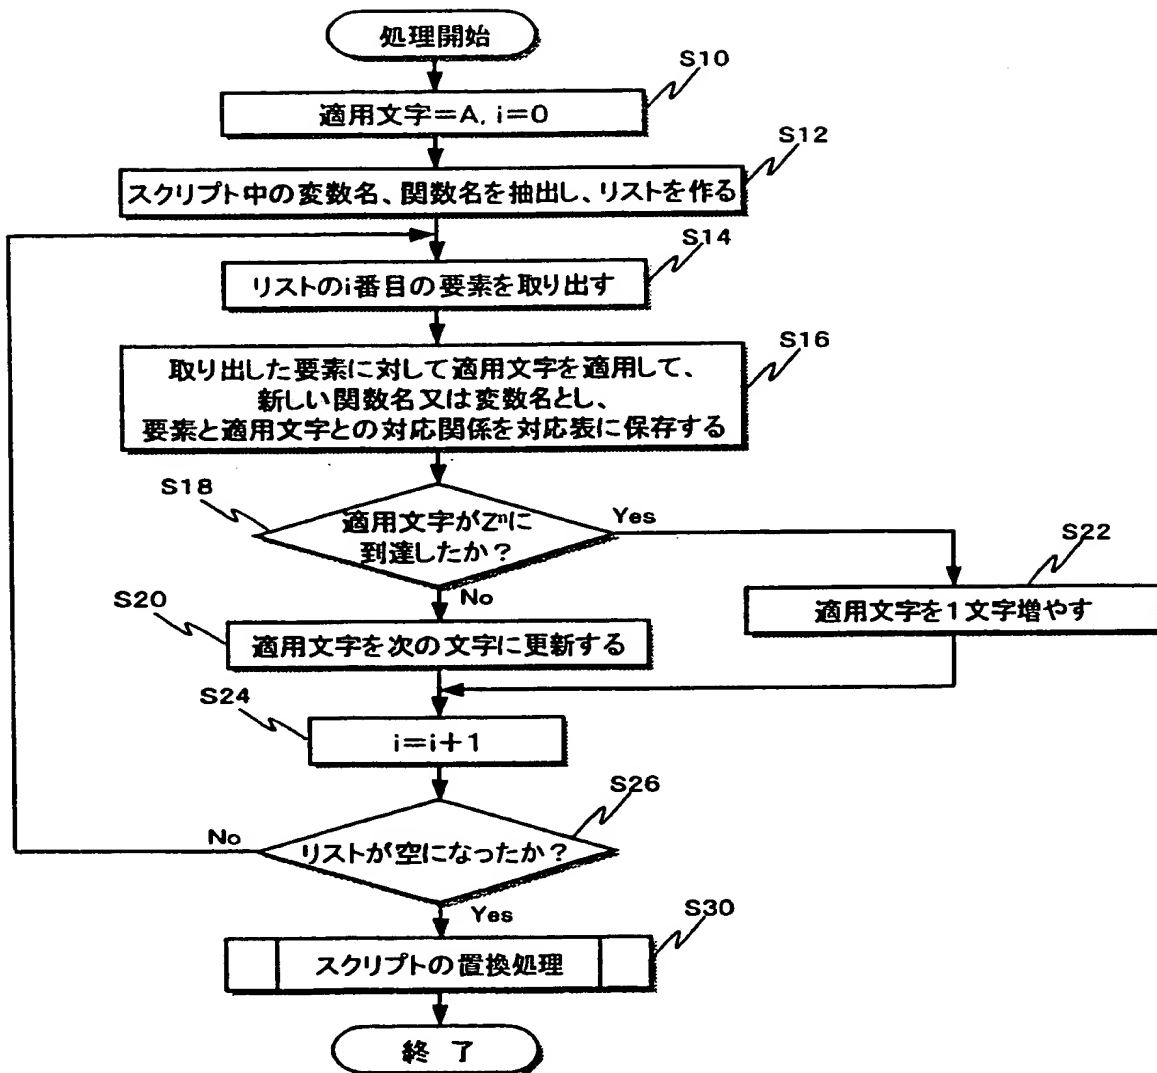 処理開始
S10
適用文字=A, i=0
S12
スクリプト中の変数名、関数名を抽出し、リストを作る
S14
リストのi番目の要素を取り出す
S16
取り出した要素に対して適用文字を適用して、
新しい関数名又は変数名とし、
要素と適用文字との対応関係を対応表に保存する
S18
適用文字がZⁿに
到達したか?
Yes
No
S22
適用文字を1文字増やす
S20
適用文字を次の文字に更新する
S24
i=i+1
S26
リストが空になったか?
No
Yes
S30
スクリプトの置換処理
終 了